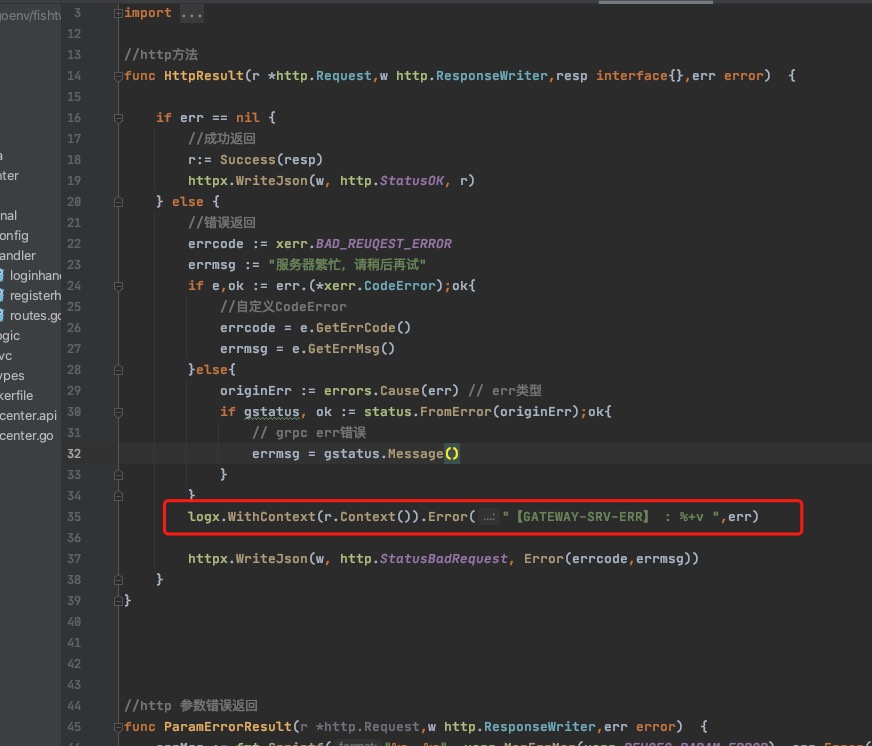 goenv/fishtw
a
nter
nal
onfig
andler
loginhan
registerh
routes.go
ogic
vc
ypes
kerfile
center.api
center.go
3 import ...
12
13 //http方法
14 func HttpResult(r *http.Request,w http.ResponseWriter,resp interface{},err error) {
15
16 if err == nil {
17 //成功返回
18 r:= Success(resp)
19 httpx.WriteJson(w, http.StatusOK, r)
20 } else {
21 //错误返回
22 errcode := xerr.BAD_REUQEST_ERROR
23 errmsg := "服务器繁忙，请稍后再试"
24 if e,ok := err.(*xerr.CodeError);ok{
25 //自定义CodeError
26 errcode = e.GetErrCode()
27 errmsg = e.GetErrMsg()
28 }else{
29 originErr := errors.Cause(err) // err类型
30 if gstatus, ok := status.FromError(originErr);ok{
31 // grpc err错误
32 errmsg = gstatus.Message()
33 }
34 }
35 logx.WithContext(r.Context()).Error( ...: "【GATEWAY-SRV-ERR】 : %+v ",err)
36
37 httpx.WriteJson(w, http.StatusBadRequest, Error(errcode,errmsg))
38 }
39 }
40
41
42
43
44 //http 参数错误返回
45 func ParamErrorResult(r *http.Request,w http.ResponseWriter,err error) {